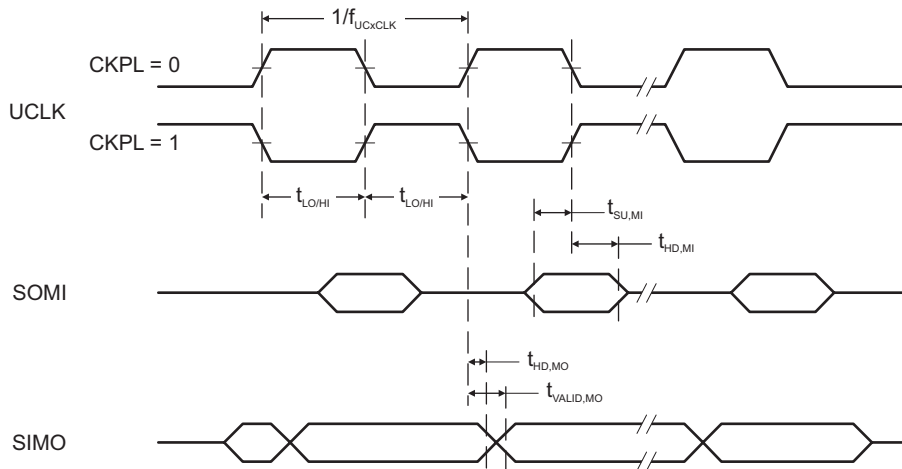 1/fUCxCLK
CKPL = 0
UCLK
CKPL = 1
tLO/HI tLO/HI
tSU,MI
tHD,MI
SOMI
tHD,MO
tVALID,MO
SIMO